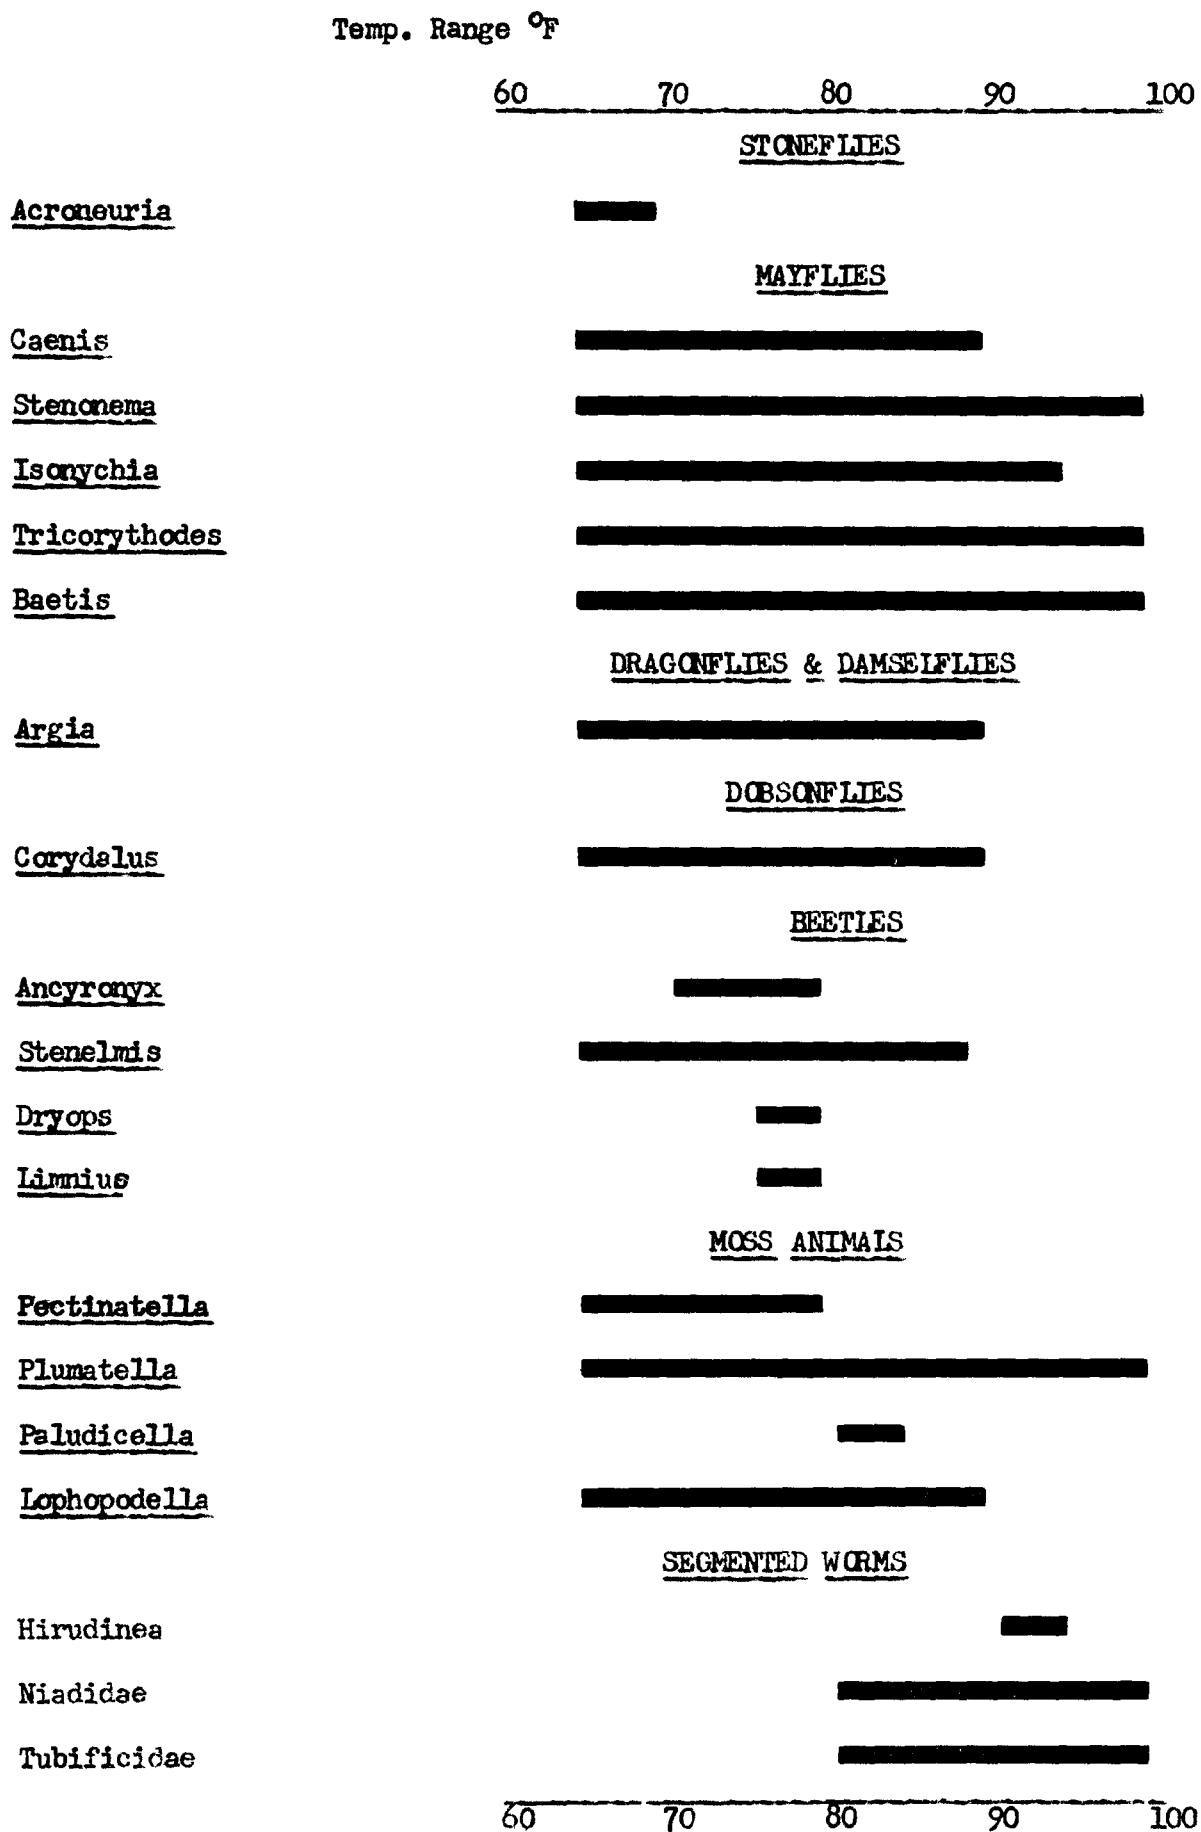 Temp. Range °F
60 70 80 90 100
STONEFLIES
Acroneuria
MAYFLIES
Caenis
Stenonema
Isonychia
Tricorythodes
Baetis
DRAGONFLIES & DAMSELFLIES
Argia
DOBSONFLIES
Corydalus
BEETLES
Ancyronyx
Stenelmis
Dryops
Limnius
MOSS ANIMALS
Pectinatella
Plumatella
Paludicella
Lophopodella
SEGMENTED WORMS
Hirudinea
Niadidae
Tubificidae
60 70 80 90 100